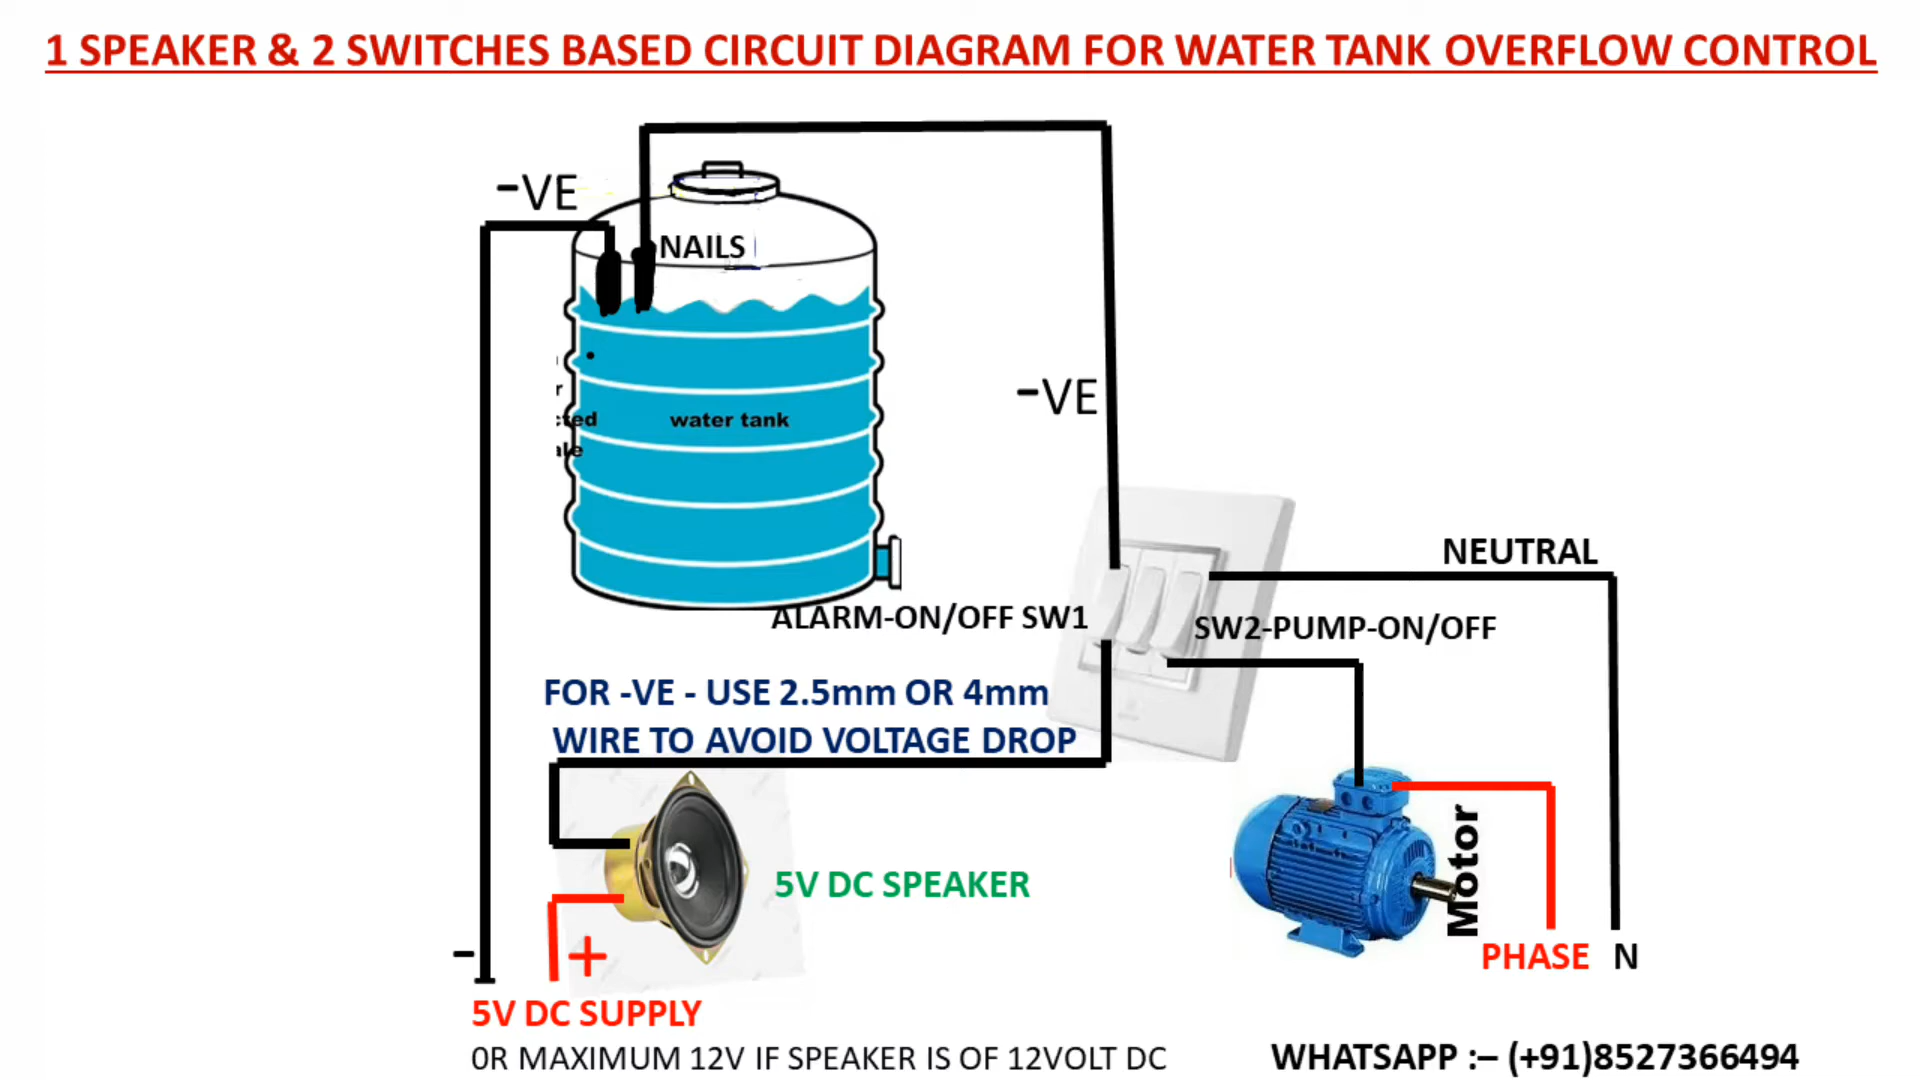 1 SPEAKER & 2 SWITCHES BASED CIRCUIT DIAGRAM FOR WATER TANK OVERFLOW CONTROL
-VE
NAILS
-VE
cted
ale
water tank
NEUTRAL
ALARM-ON/OFF SW1
SW2-PUMP-ON/OFF
FOR -VE - USE 2.5mm OR 4mm
WIRE TO AVOID VOLTAGE DROP
5V DC SPEAKER
Motor
- +
PHASE N
5V DC SUPPLY
0R MAXIMUM 12V IF SPEAKER IS OF 12VOLT DC
WHATSAPP :– (+91)8527366494